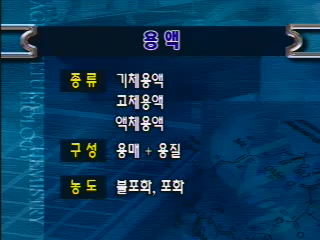 용액
종류 기체용액
고체용액
액체용액
구성 용매 + 용질
농도 불포화, 포화